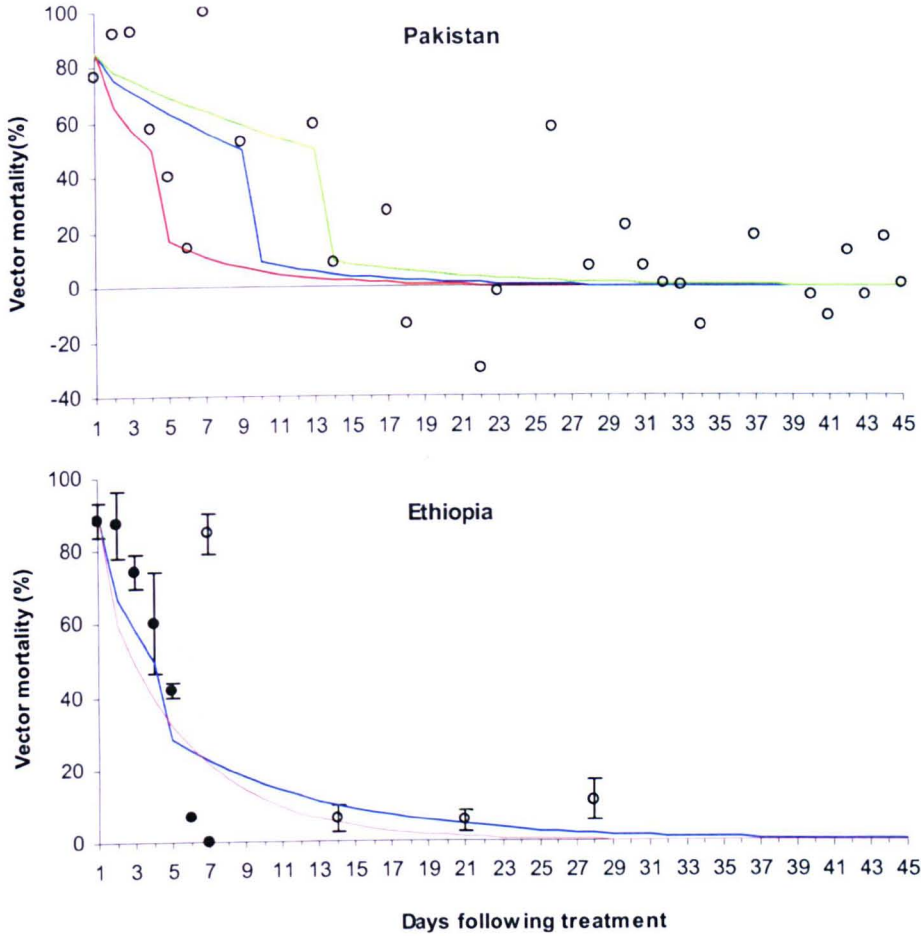 Pakistan
Vector mortality(%)
100
80
60
40
20
0
-20
-40
1 3 5 7 9 11 13 15 17 19 21 23 25 27 29 31 33 35 37 39 41 43 45
Ethiopia
Vector mortality (%)
100
80
60
40
20
0
1 3 5 7 9 11 13 15 17 19 21 23 25 27 29 31 33 35 37 39 41 43 45
Days following treatment